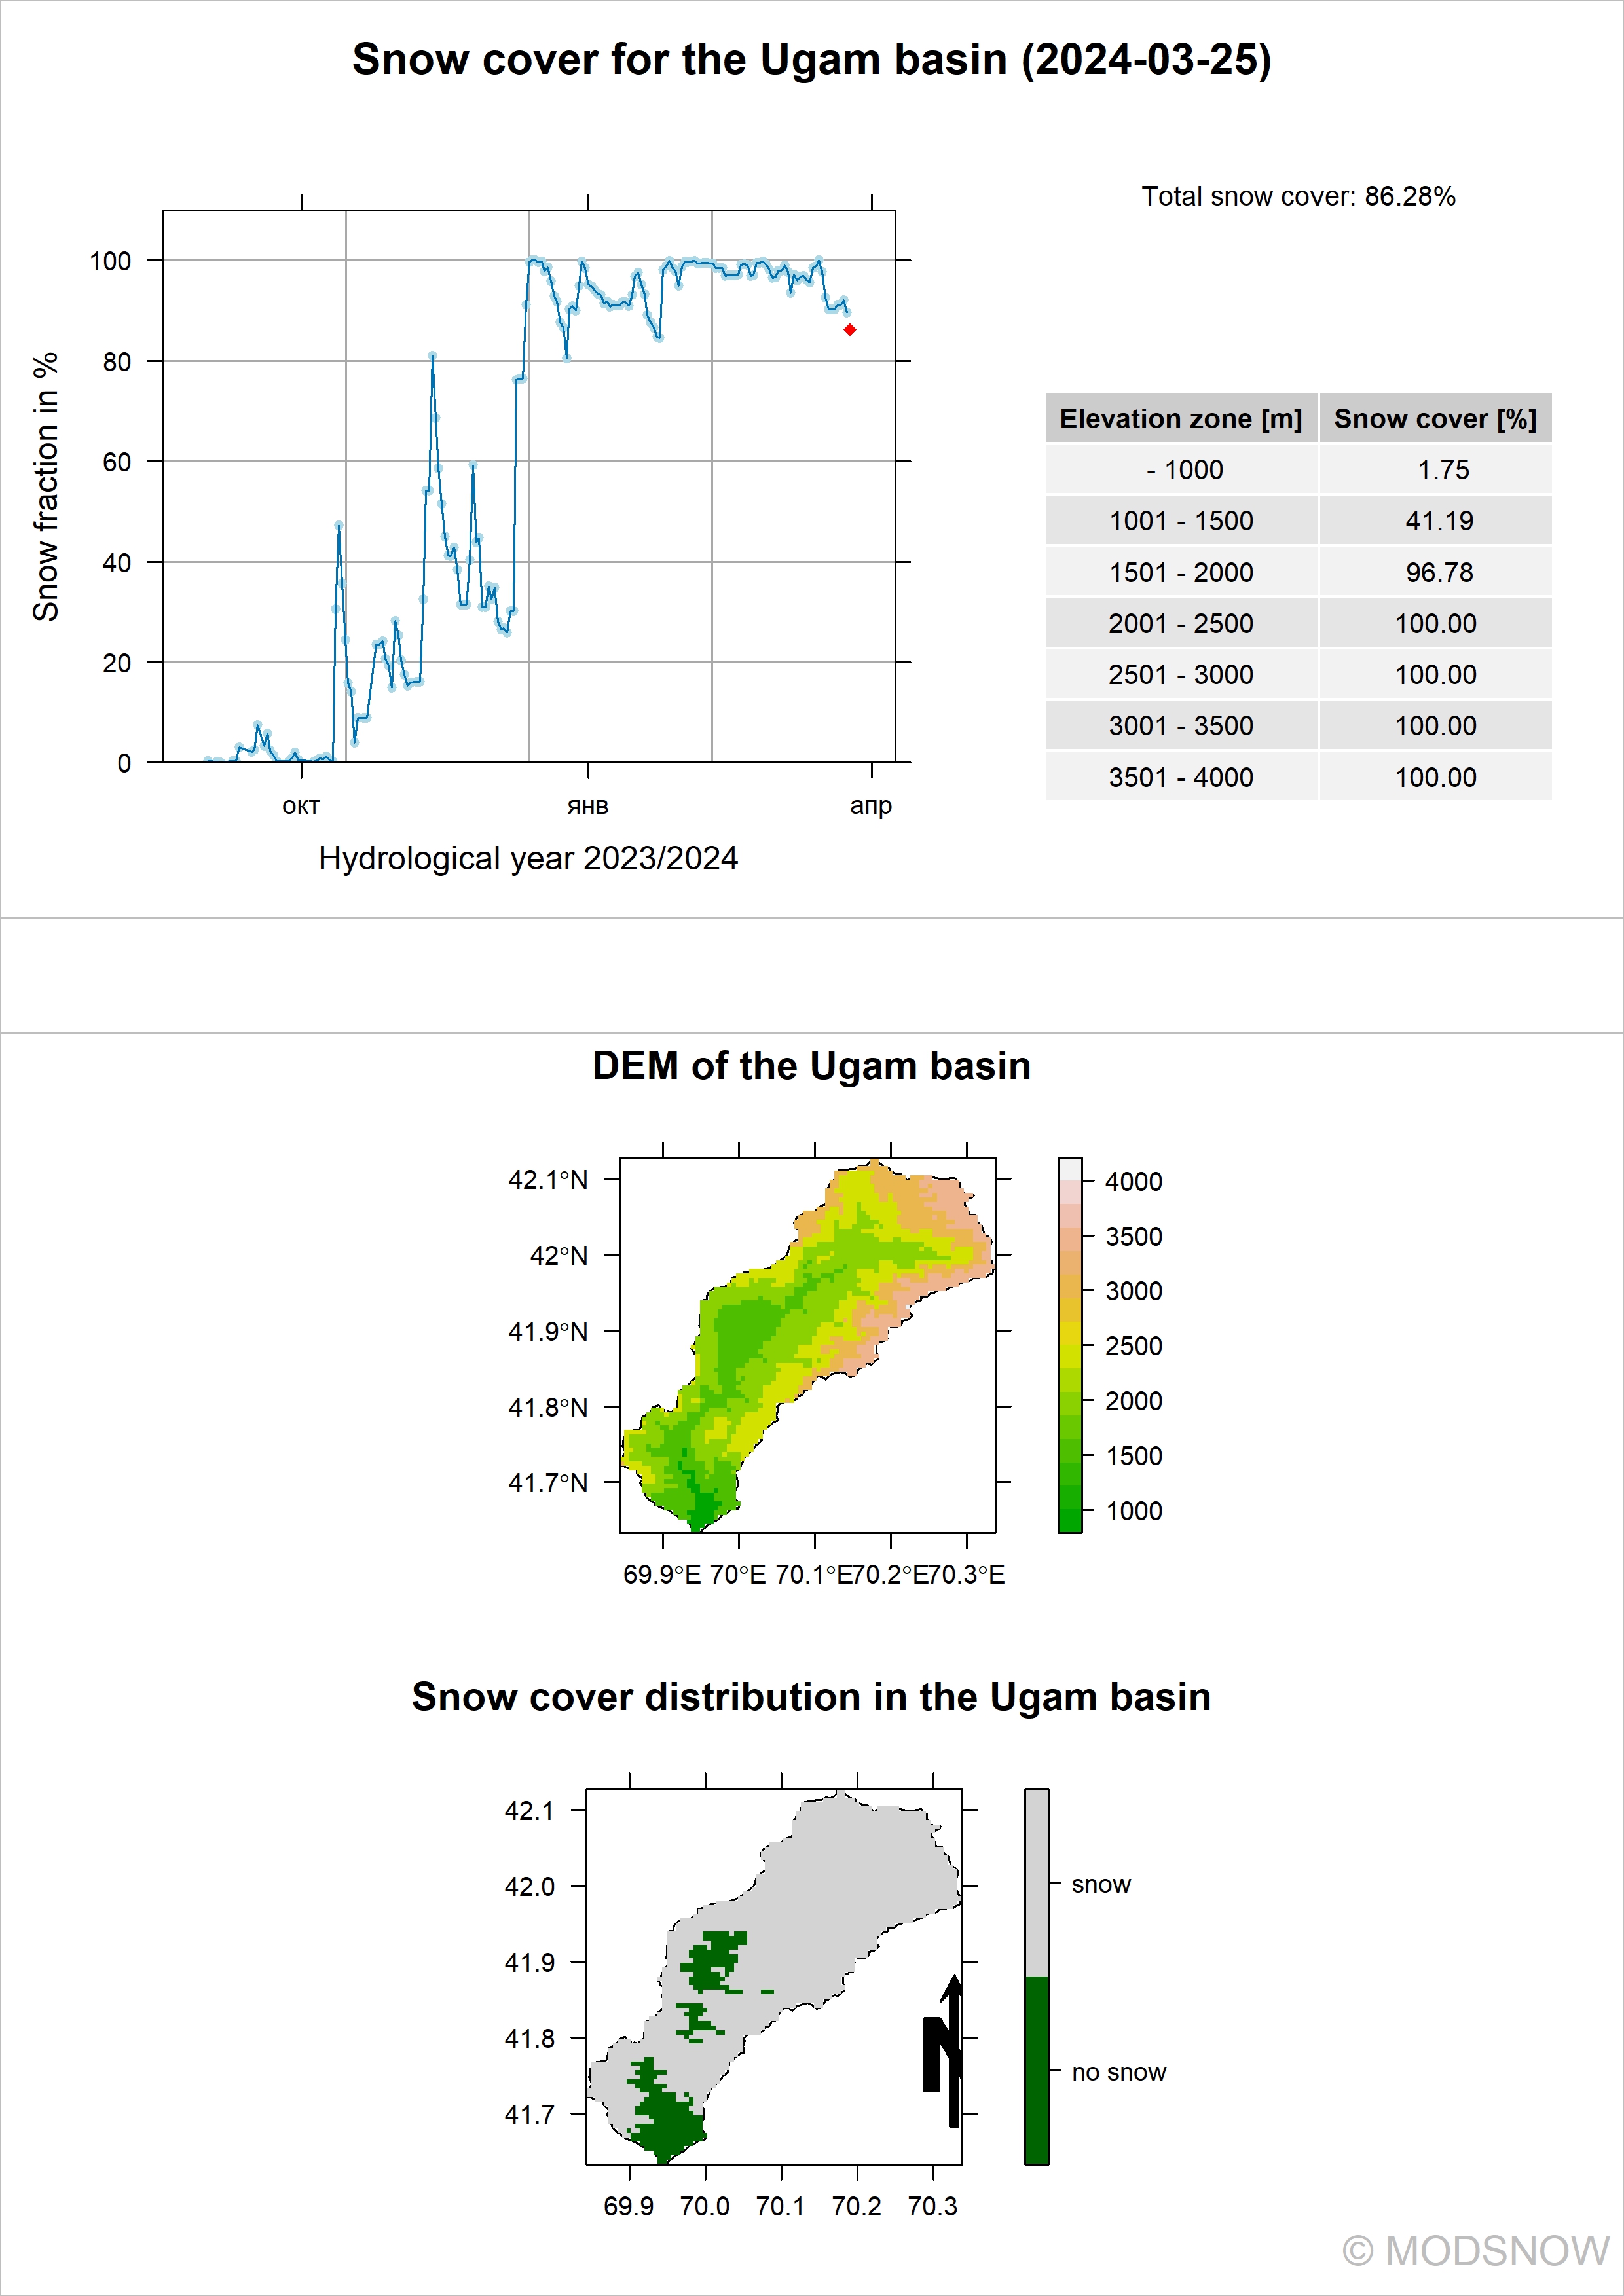 Snow cover for the Ugam basin (2024-03-25)
Total snow cover: 86.28%
Snow fraction in %
100
80
60
40
20
0
окт янв апр
Hydrological year 2023/2024
Elevation zone [m] Snow cover [%]
- 1000 1.75
1001 - 1500 41.19
1501 - 2000 96.78
2001 - 2500 100.00
2501 - 3000 100.00
3001 - 3500 100.00
3501 - 4000 100.00
DEM of the Ugam basin
42.1°N
42°N
41.9°N
41.8°N
41.7°N
69.9°E 70°E 70.1°E 70.2°E 70.3°E
4000
3500
3000
2500
2000
1500
1000
Snow cover distribution in the Ugam basin
42.1
42.0
41.9
41.8
41.7
69.9 70.0 70.1 70.2 70.3
N
snow
no snow
© MODSNOW